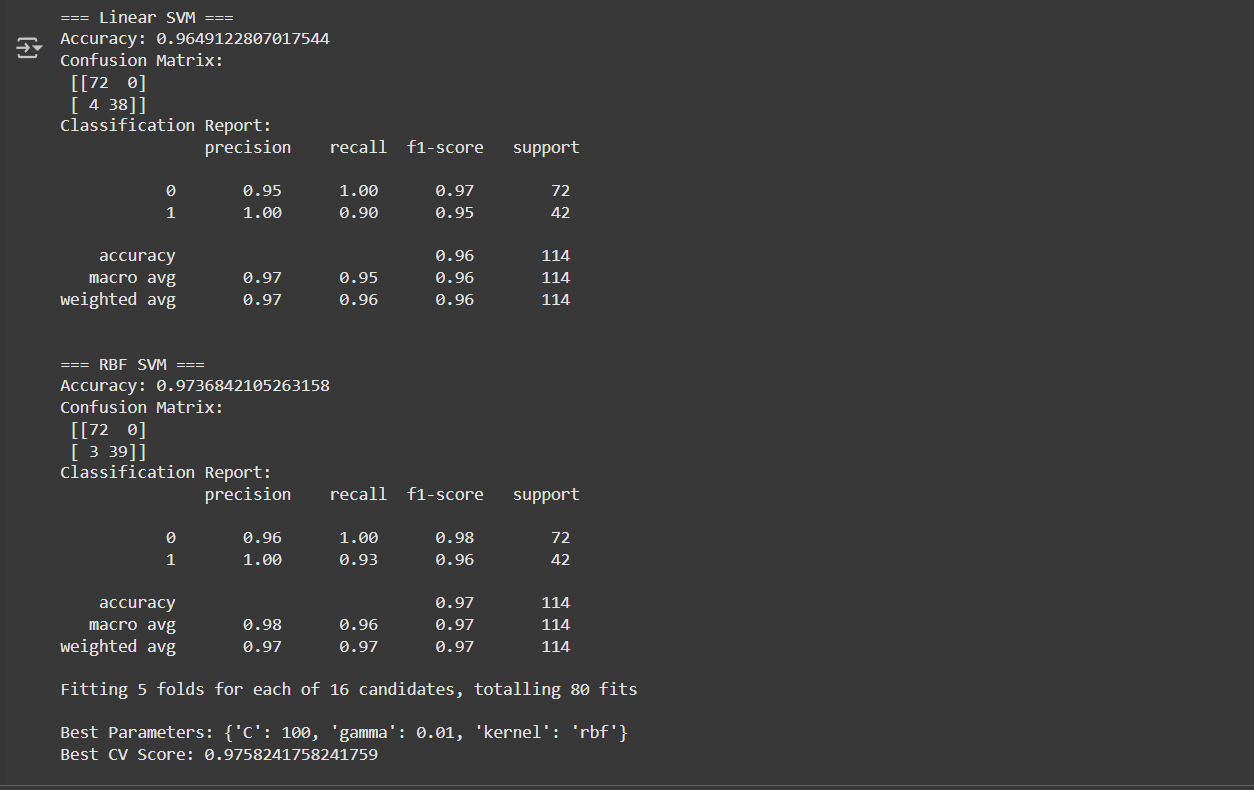 === Linear SVM ===
Accuracy: 0.9649122807017544
Confusion Matrix:
[[72  0]
[ 4 38]]
Classification Report:
precision    recall  f1-score   support
0       0.95      1.00      0.97        72
1       1.00      0.90      0.95        42
accuracy                           0.96       114
macro avg       0.97      0.95      0.96       114
weighted avg       0.97      0.96      0.96       114
=== RBF SVM ===
Accuracy: 0.9736842105263158
Confusion Matrix:
[[72  0]
[ 3 39]]
Classification Report:
precision    recall  f1-score   support
0       0.96      1.00      0.98        72
1       1.00      0.93      0.96        42
accuracy                           0.97       114
macro avg       0.98      0.96      0.97       114
weighted avg       0.97      0.97      0.97       114
Fitting 5 folds for each of 16 candidates, totalling 80 fits
Best Parameters: {'C': 100, 'gamma': 0.01, 'kernel': 'rbf'}
Best CV Score: 0.9758241758241759